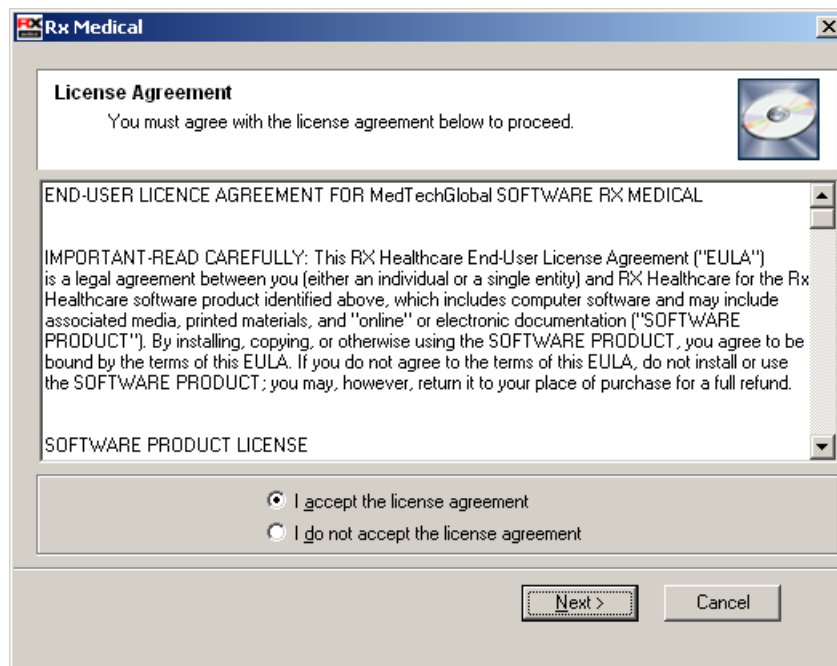 RX Rx Medical
License Agreement
You must agree with the license agreement below to proceed.
END-USER LICENCE AGREEMENT FOR MedTechGlobal SOFTWARE RX MEDICAL
IMPORTANT-READ CAREFULLY: This RX Healthcare End-User License Agreement ("EULA")
is a legal agreement between you (either an individual or a single entity) and RX Healthcare for the Rx
Healthcare software product identified above, which includes computer software and may include
associated media, printed materials, and "online" or electronic documentation ("SOFTWARE
PRODUCT"). By installing, copying, or otherwise using the SOFTWARE PRODUCT, you agree to be
bound by the terms of this EULA. If you do not agree to the terms of this EULA, do not install or use
the SOFTWARE PRODUCT; you may, however, return it to your place of purchase for a full refund.
SOFTWARE PRODUCT LICENSE
I accept the license agreement
I do not accept the license agreement
Next >
Cancel